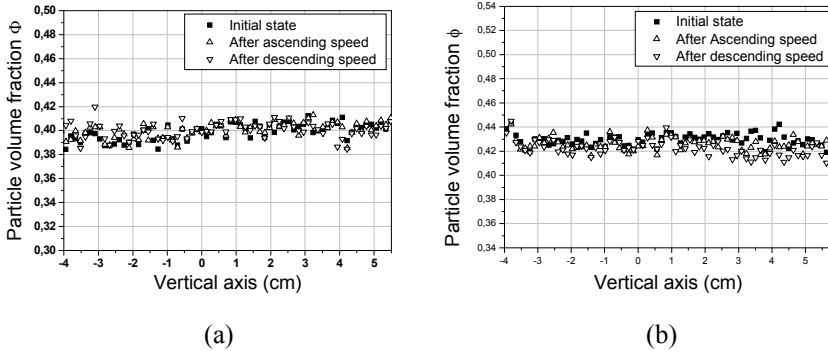 Particle volume fraction Φ
0,50
0,48
0,46
0,44
0,42
0,40
0,38
0,36
0,34
0,32
0,30
Initial state
After ascending speed
After descending speed
-4 -3 -2 -1 0 1 2 3 4 5
Vertical axis (cm)
(a)
Particle volume fraction ϕ
0,54
0,52
0,50
0,48
0,46
0,44
0,42
0,40
0,38
0,36
0,34
Initial state
After Ascending speed
After descending speed
-4 -3 -2 -1 0 1 2 3 4 5
Vertical axis (cm)
(b)